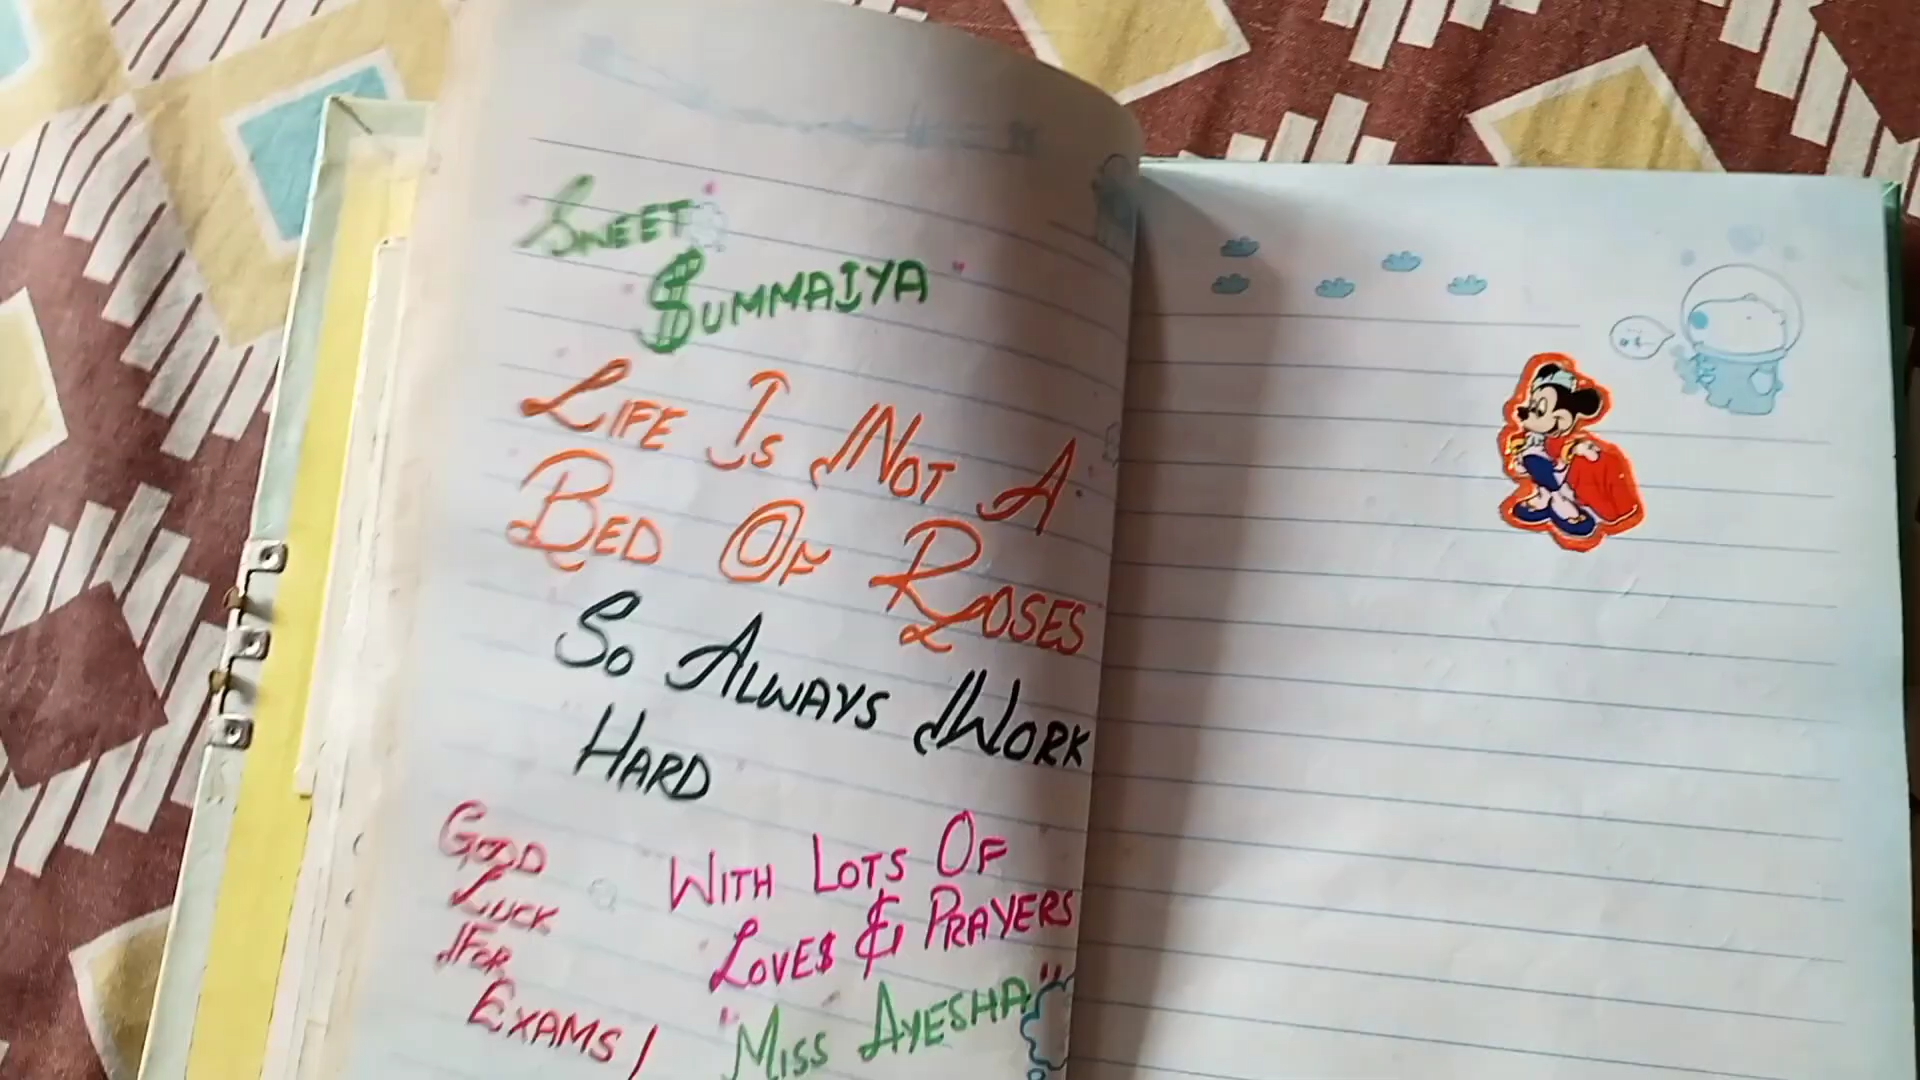 SWEET
SUMMAIYA
LIFE IS NOT A
BED OF ROSES
SO ALWAYS WORK
HARD
GOOD
LUCK
FOR
EXAMS!
WITH LOTS OF
LOVES & PRAYERS
"MISS AYESHA"